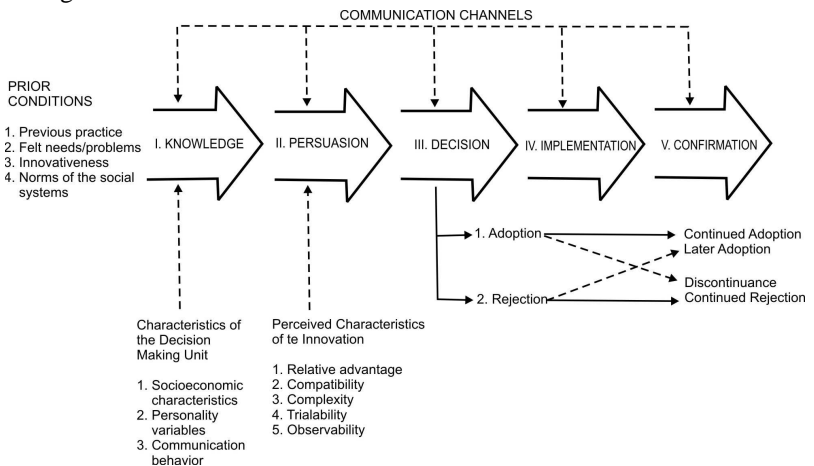 COMMUNICATION CHANNELS
PRIOR
CONDITIONS
1. Previous practice
2. Felt needs/problems
3. Innovativeness
4. Norms of the social
systems
I. KNOWLEDGE
II. PERSUASION
III. DECISION
IV. IMPLEMENTATION
V. CONFIRMATION
1. Adoption
2. Rejection
Continued Adoption
Later Adoption
Discontinuance
Continued Rejection
Characteristics of
the Decision
Making Unit
1. Socioeconomic
characteristics
2. Personality
variables
3. Communication
behavior
Perceived Characteristics
of te Innovation
1. Relative advantage
2. Compatibility
3. Complexity
4. Trialability
5. Observability